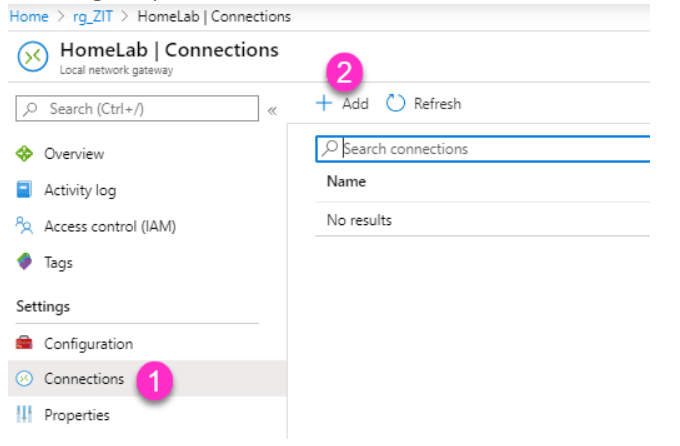 Home > rg_ZIT > HomeLab | Connections
HomeLab | Connections
Local network gateway
2
Search (Ctrl+/)
«
+ Add
Refresh
Overview
Search connections
Activity log
Name
Access control (IAM)
No results
Tags
Settings
Configuration
Connections
1
Properties